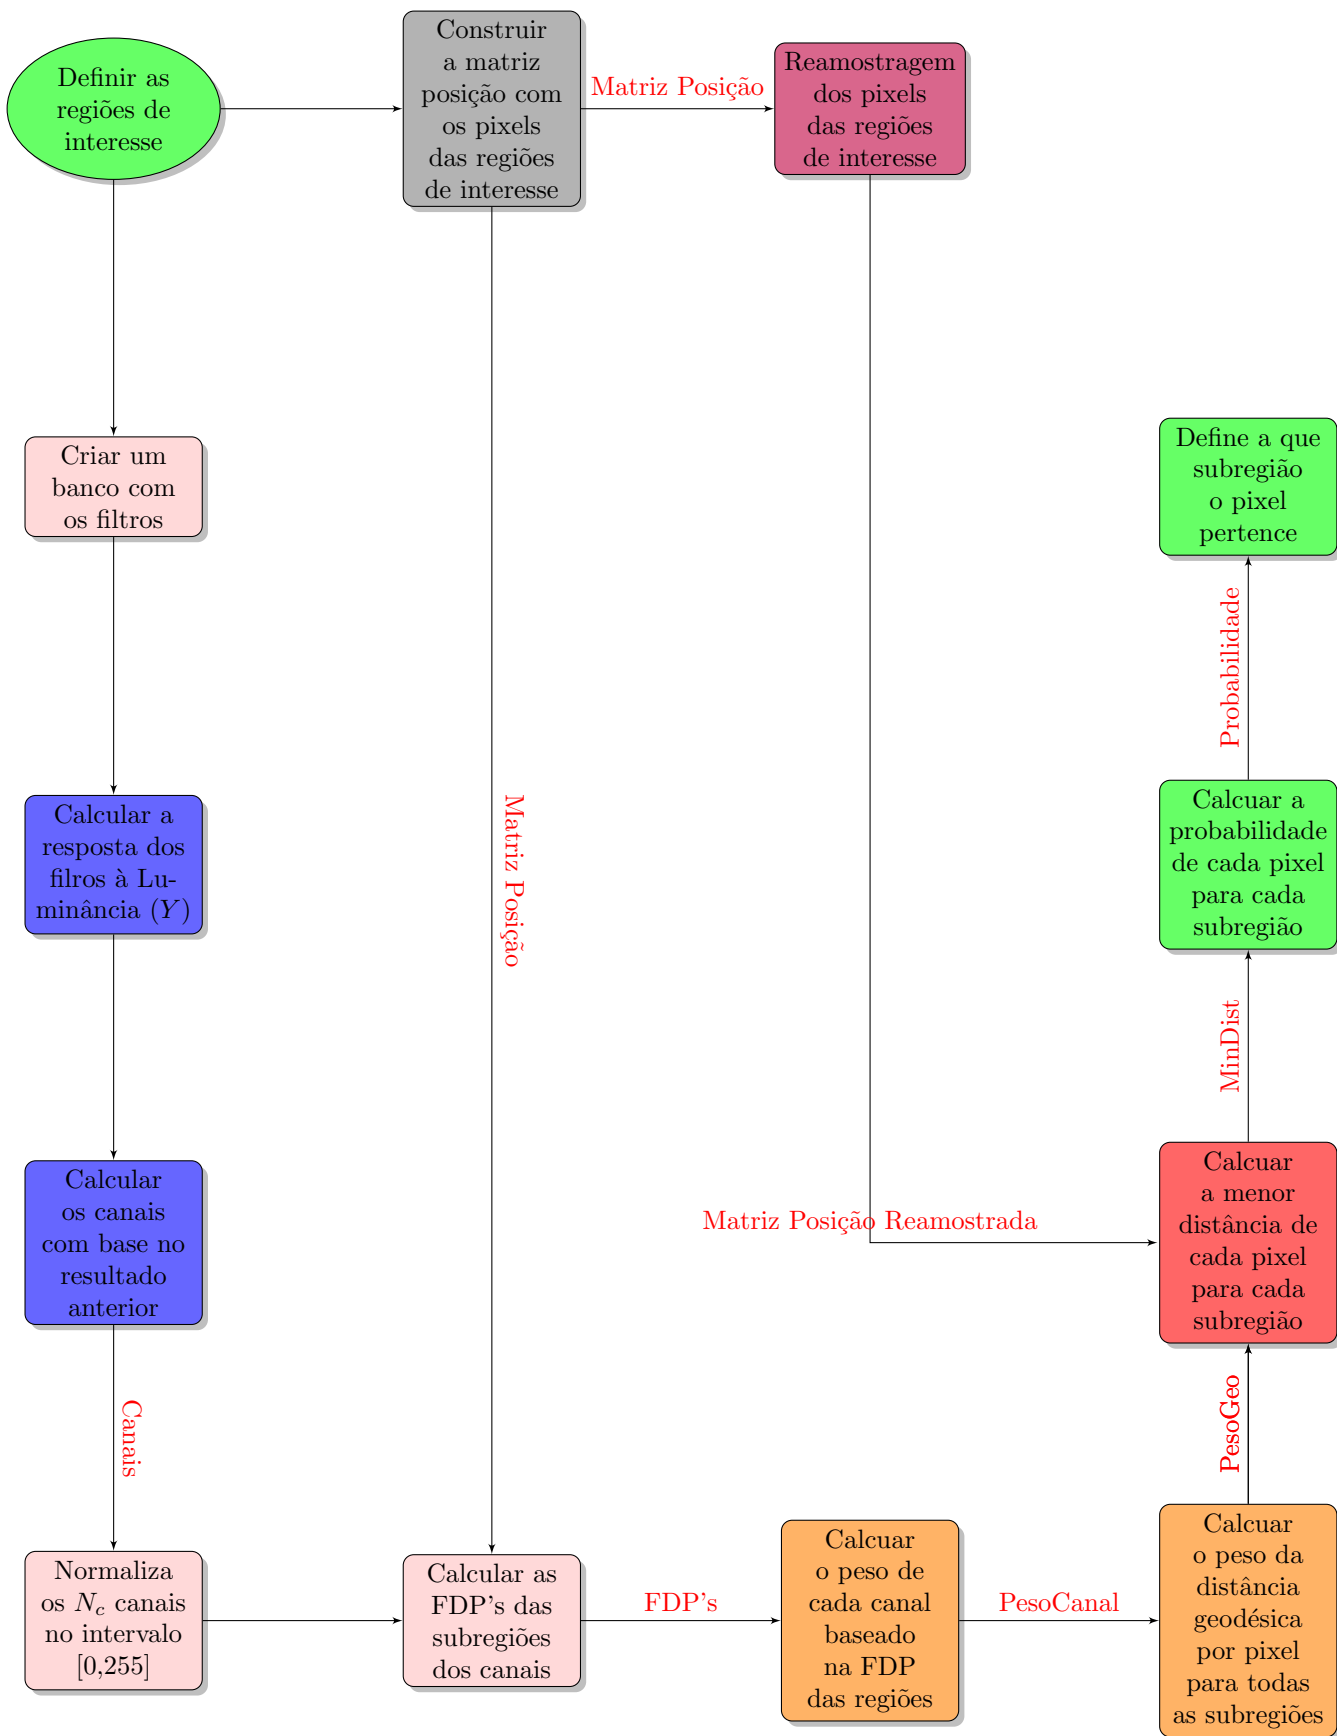 Definir as
regiões de
interesse
Construir
a matriz
posição com
os pixels
das regiões
de interesse
Matriz Posição
Reamostragem
dos pixels
das regiões
de interesse
Criar um
banco com
os filtros
Define a que
subregião
o pixel
pertence
Probabilidade
Calcular a
resposta dos
filros à Lu-
minância (Y)
Matriz Posição
Calcuar a
probabilidade
de cada pixel
para cada
subregião
MinDist
Calcular
os canais
com base no
resultado
anterior
Matriz Posição Reamostrada
Calcuar
a menor
distância de
cada pixel
para cada
subregião
Canais
PesoGeo
Normaliza
os N_c canais
no intervalo
[0,255]
Calcular as
FDP's das
subregiões
dos canais
FDP's
Calcuar
o peso de
cada canal
baseado
na FDP
das regiões
PesoCanal
Calcuar
o peso da
distância
geodésica
por pixel
para todas
as subregiões